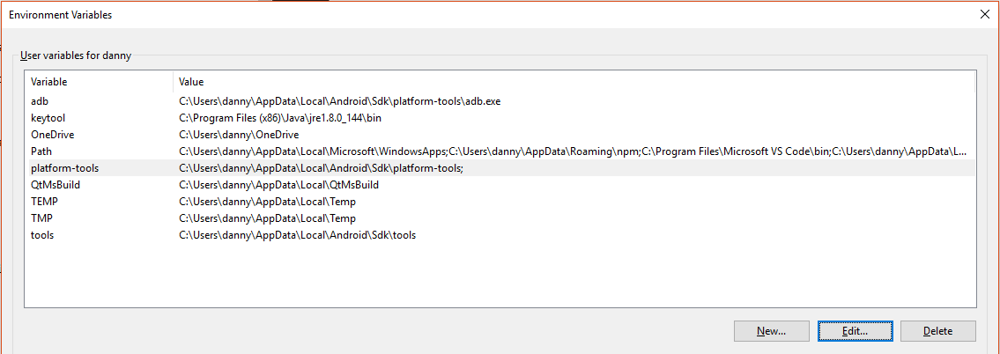 Environment Variables
User variables for danny
Variable Value
adb C:\Users\danny\AppData\Local\Android\Sdk\platform-tools\adb.exe
keytool C:\Program Files (x86)\Java\jre1.8.0_144\bin
OneDrive C:\Users\danny\OneDrive
Path C:\Users\danny\AppData\Local\Microsoft\WindowsApps;C:\Users\danny\AppData\Roaming\npm;C:\Program Files\Microsoft VS Code\bin;C:\Users\danny\AppData\L...
platform-tools C:\Users\danny\AppData\Local\Android\Sdk\platform-tools;
QtMsBuild C:\Users\danny\AppData\Local\QtMsBuild
TEMP C:\Users\danny\AppData\Local\Temp
TMP C:\Users\danny\AppData\Local\Temp
tools C:\Users\danny\AppData\Local\Android\Sdk\tools
New... Edit... Delete